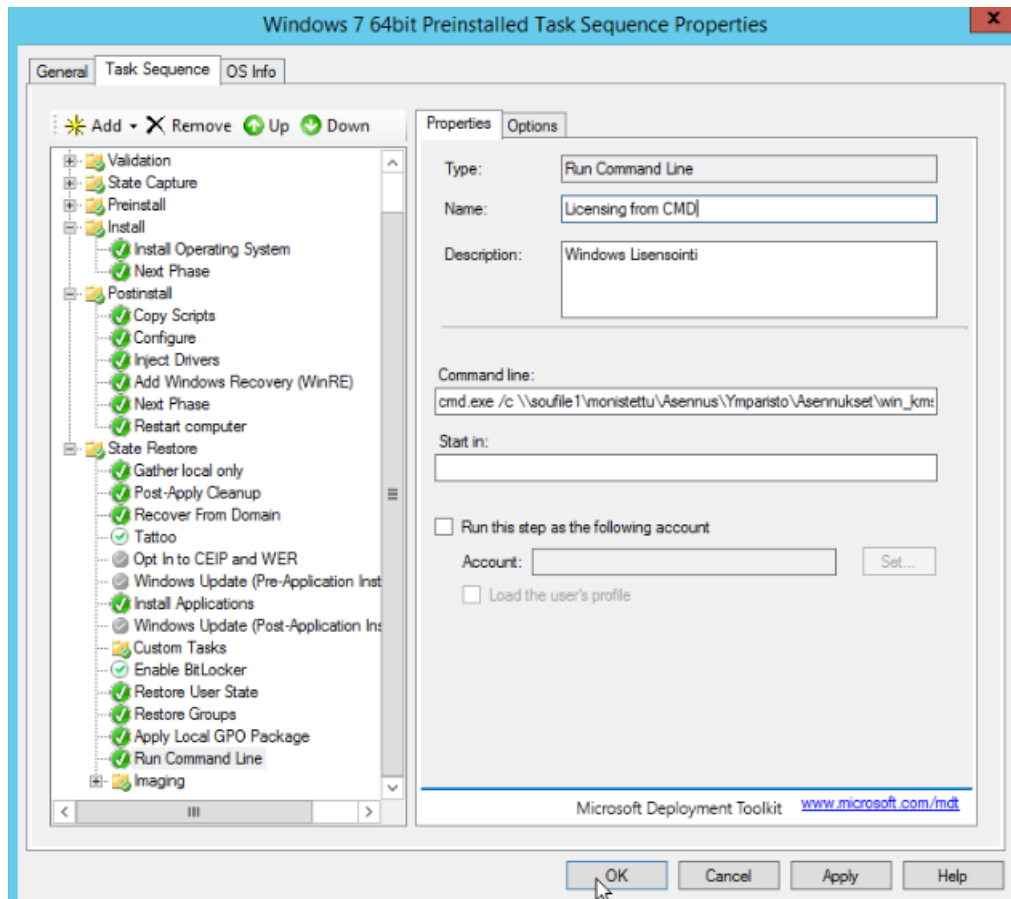 Windows 7 64bit Preinstalled Task Sequence Properties
x
General Task Sequence OS Info
Add Remove Up Down
Validation
State Capture
Preinstall
Install
Install Operating System
Next Phase
Postinstall
Copy Scripts
Configure
Inject Drivers
Add Windows Recovery (WinRE)
Next Phase
Restart computer
State Restore
Gather local only
Post-Apply Cleanup
Recover From Domain
Tattoo
Opt In to CEIP and WER
Windows Update (Pre-Application Inst
Install Applications
Windows Update (Post-Application Ins
Custom Tasks
Enable BitLocker
Restore User State
Restore Groups
Apply Local GPO Package
Run Command Line
Imaging
Properties Options
Type: Run Command Line
Name: Licensing from CMD
Description: Windows Lisensointi
Command line:
cmd.exe /c \\soufile1\monistettu\Asennus\Ymparisto\Asennukset\win_kms
Start in:
Run this step as the following account
Account: Set...
Load the user's profile
Microsoft Deployment Toolkit www.microsoft.com/mdt
OK Cancel Apply Help